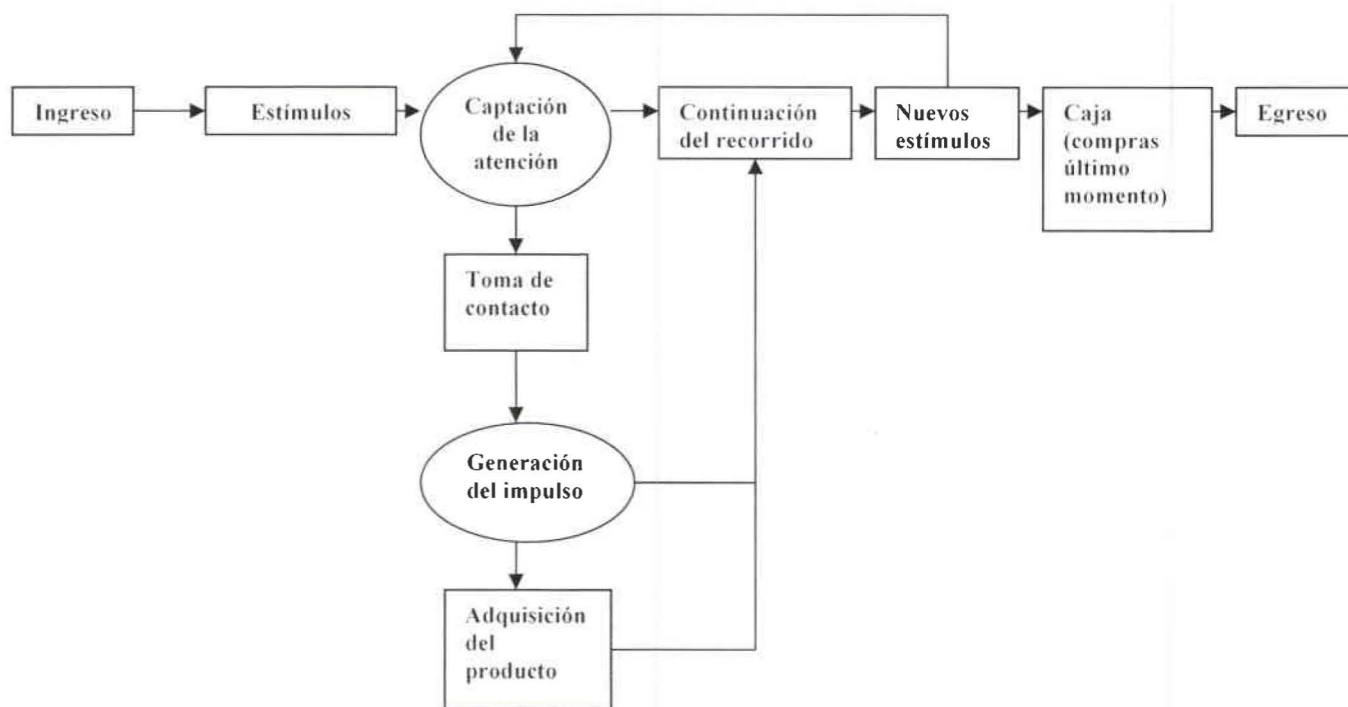 Ingreso
Estímulos
Captación
de la
atención
Continuación
del recorrido
Nuevos
estímulos
Caja
(compras
último
momento)
Egreso
Toma de
contacto
Generación
del impulso
Adquisición
del
producto